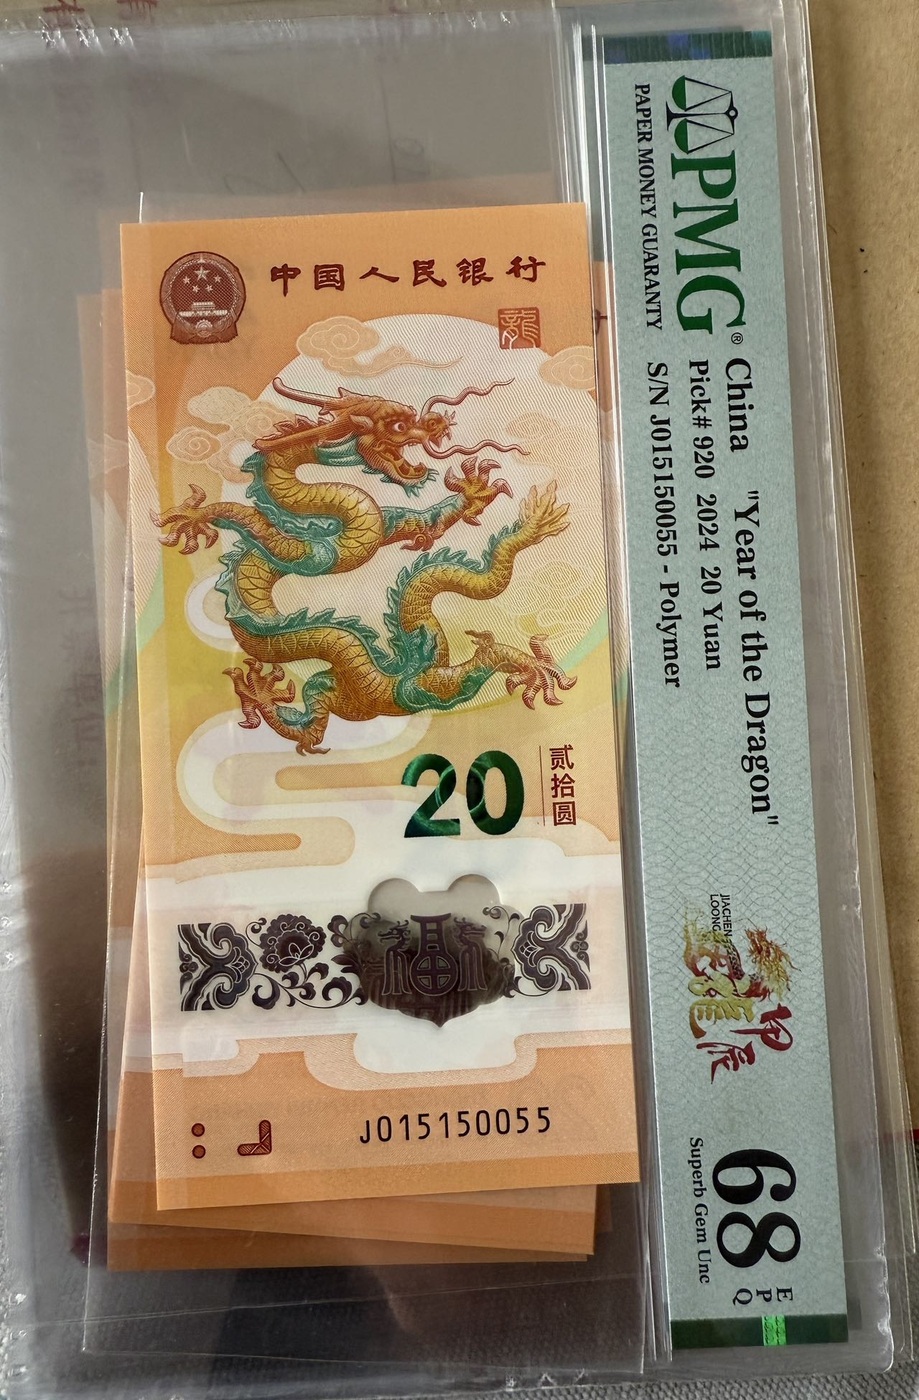 中国人民银行
龍
20
贰拾圆
J015150055
PMG®
PAPER MONEY GUARANTY
China "Year of the Dragon"
Pick# 920 2024 20 Yuan
S/N J015150055 - Polymer
JIACHEN
LOONG
甲辰
68
EPQ
Superb Gem Unc